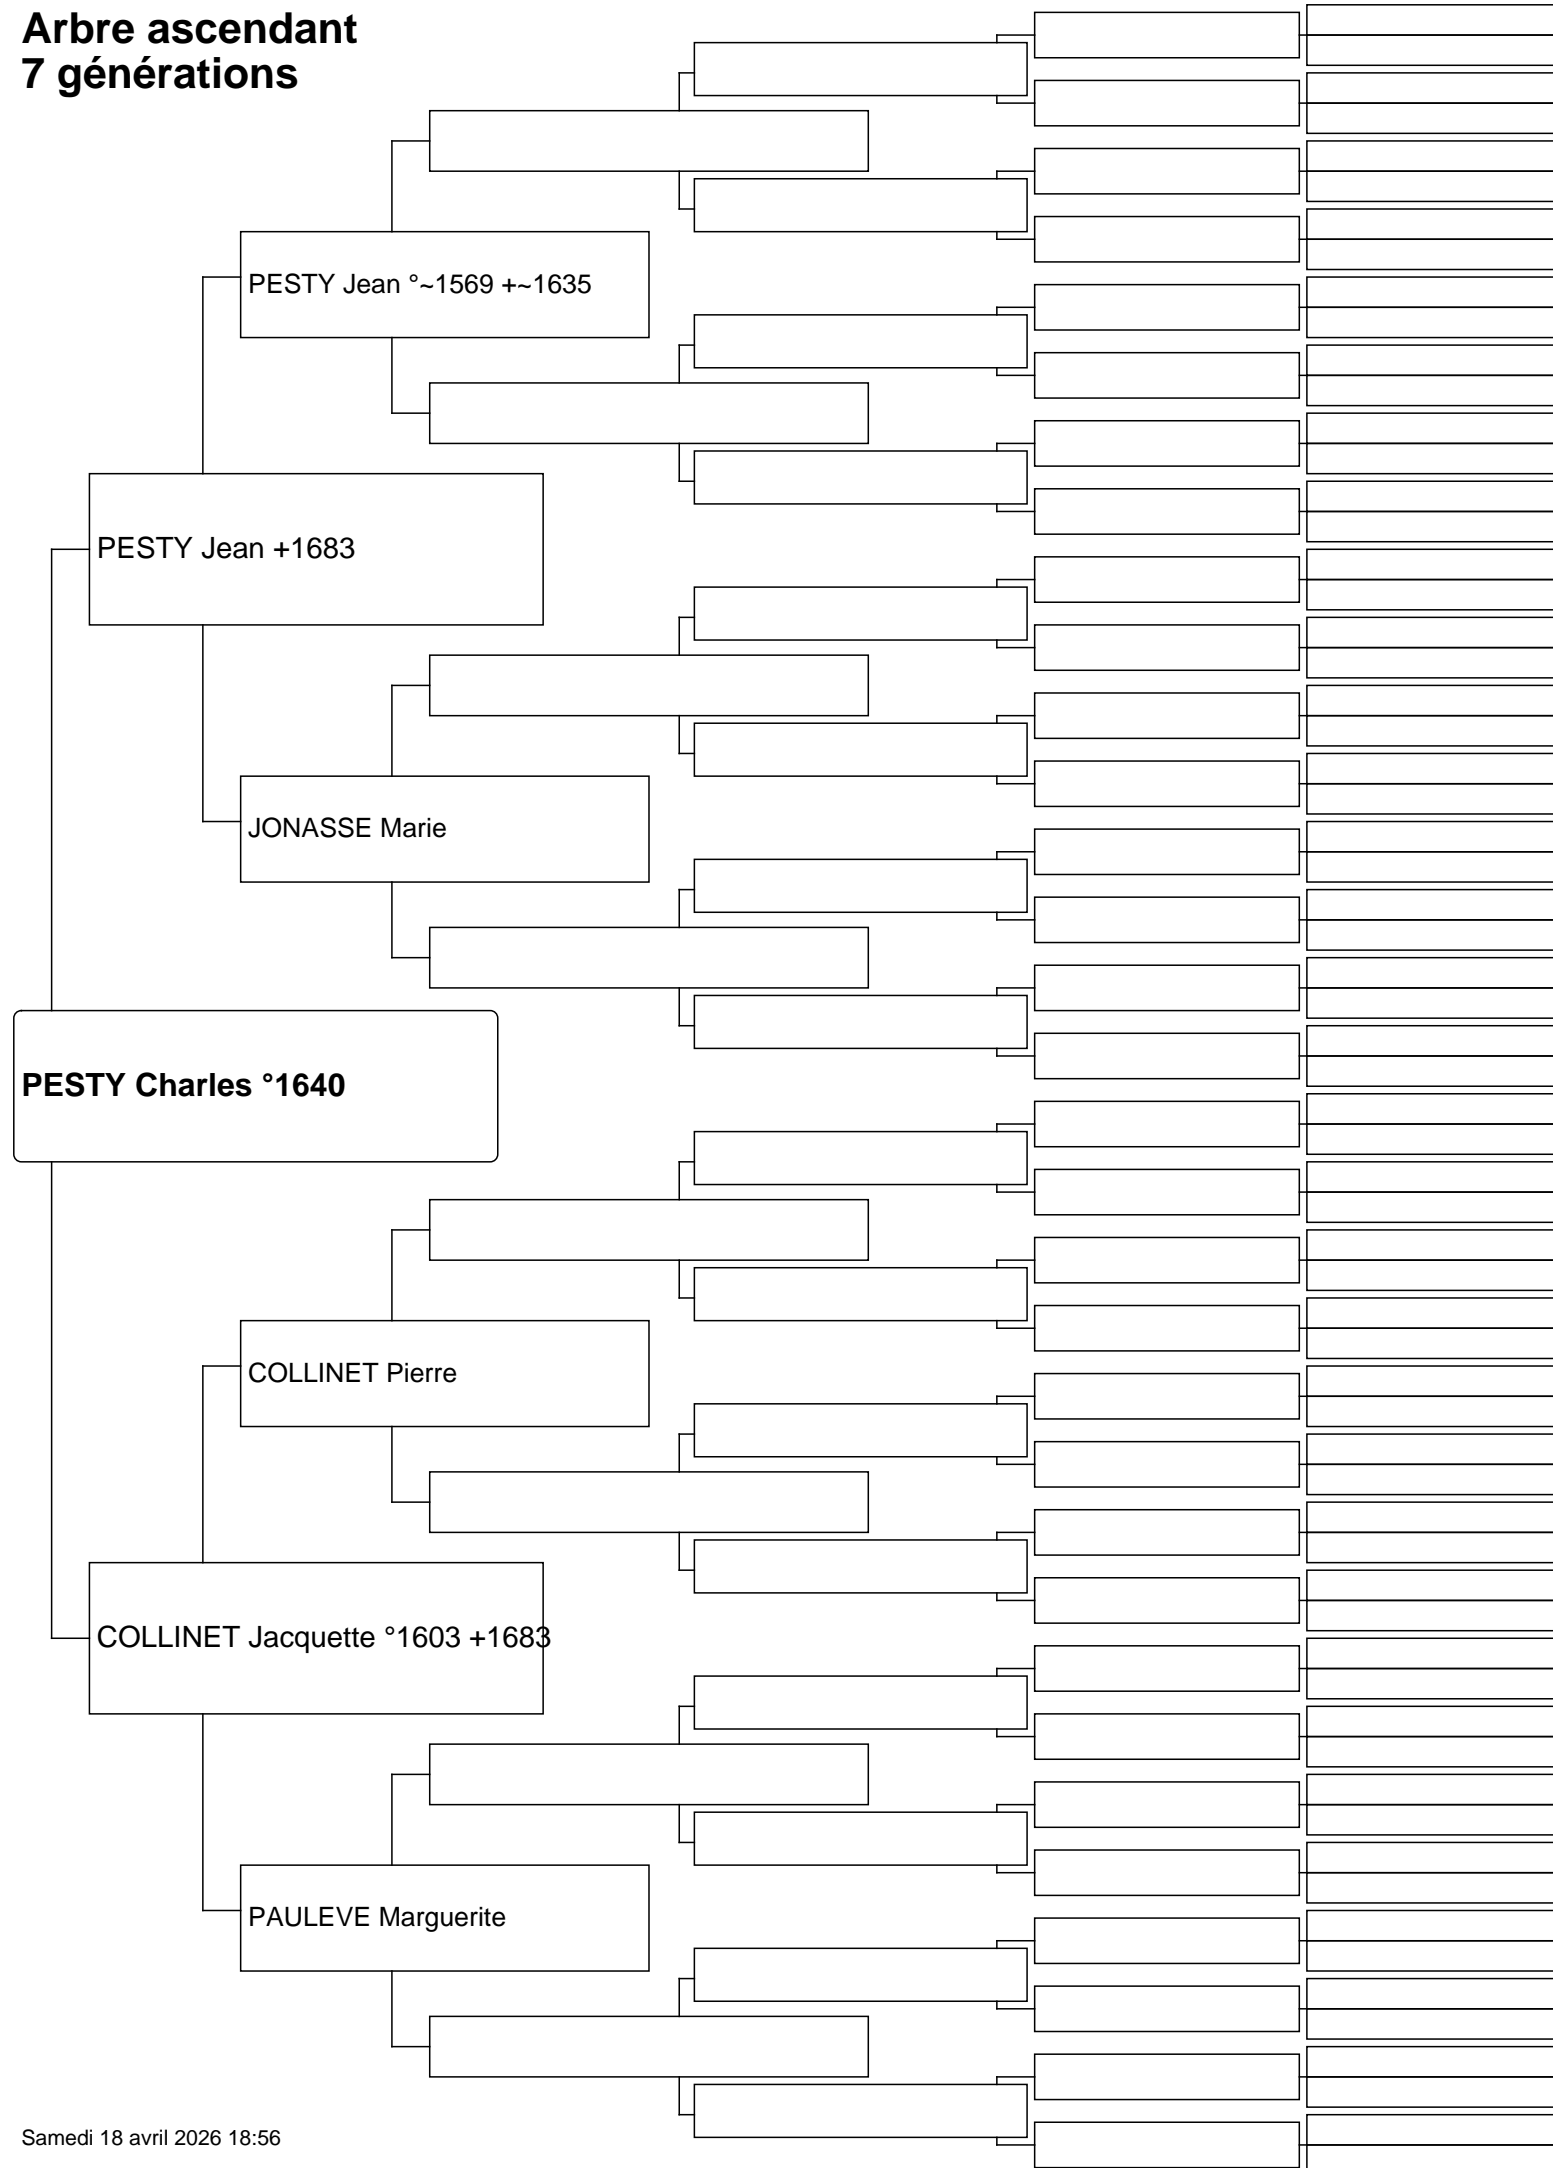 Arbre ascendant
7 générations
PESTY Jean °~1569 +~1635
PESTY Jean +1683
JONASSE Marie
PESTY Charles °1640
COLLINET Pierre
COLLINET Jacquette °1603 +1683
PAULEVE Marguerite
Samedi 18 avril 2026 18:56